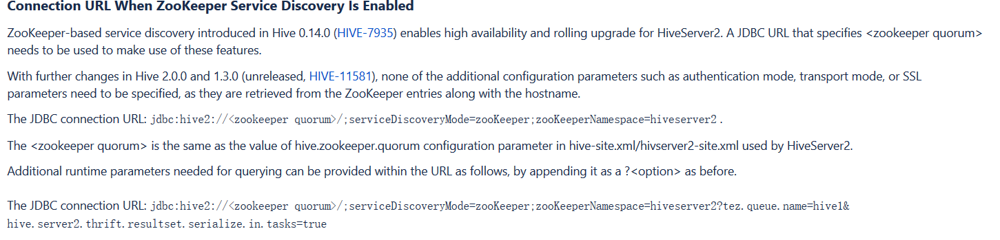 Connection URL When ZooKeeper Service Discovery Is Enabled
ZooKeeper-based service discovery introduced in Hive 0.14.0 (HIVE-7935) enables high availability and rolling upgrade for HiveServer2. A JDBC URL that specifies <zookeeper quorum>
needs to be used to make use of these features.
With further changes in Hive 2.0.0 and 1.3.0 (unreleased, HIVE-11581), none of the additional configuration parameters such as authentication mode, transport mode, or SSL
parameters need to be specified, as they are retrieved from the ZooKeeper entries along with the hostname.
The JDBC connection URL: jdbc:hive2://<zookeeper quorum>/;serviceDiscoveryMode=zooKeeper;zooKeeperNamespace=hiveserver2 .
The <zookeeper quorum> is the same as the value of hive.zookeeper.quorum configuration parameter in hive-site.xml/hivserver2-site.xml used by HiveServer2.
Additional runtime parameters needed for querying can be provided within the URL as follows, by appending it as a ?<option> as before.
The JDBC connection URL: jdbc:hive2://<zookeeper quorum>/;serviceDiscoveryMode=zooKeeper;zooKeeperNamespace=hiveserver2?tez.queue.name=hive1&
hive.server2.thrift.resultset.serialize.in.tasks=true